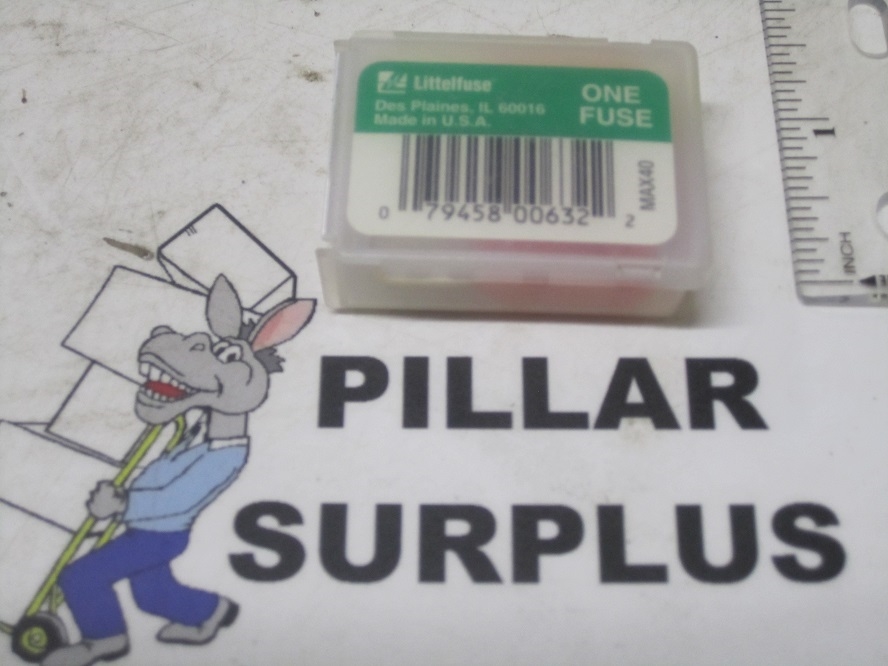 Littelfuse
Des Plaines, IL 60016
Made in U.S.A.
ONE
FUSE
MAX40
0 79458 00632 2
1
INCH
PILLAR
SURPLUS